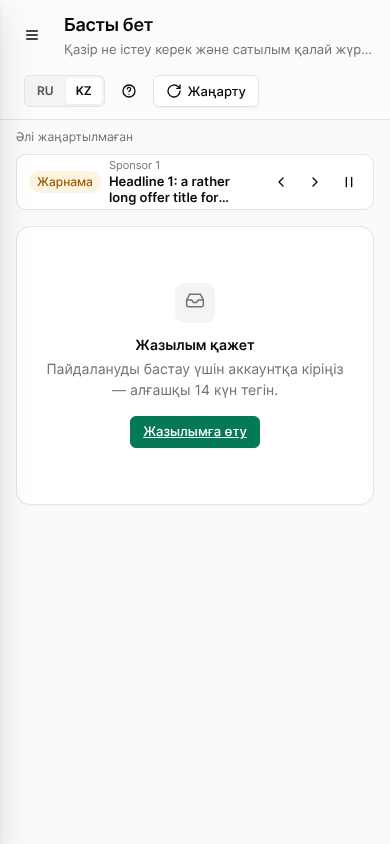 Басты бет
Қазір не істеу керек және сатылым қалай жүр...
RU
KZ
Жаңарту
Әлі жаңартылмаған
Жарнама
Sponsor 1
Headline 1: a rather
long offer title for...
Жазылым қажет
Пайдалануды бастау үшін аккаунтқа кіріңіз
— алғашқы 14 күн тегін.
Жазылымға өту